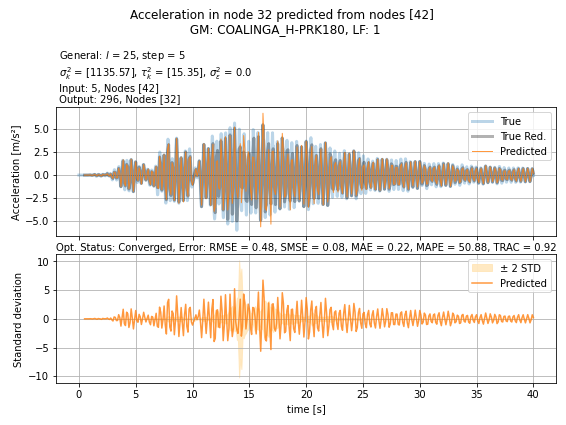 Acceleration in node 32 predicted from nodes [42]
GM: COALINGA_H-PRK180, LF: 1
General: l = 25, step = 5
σ²ₖ = [1135.57], τ²ₖ = [15.35], σ²ε = 0.0
Input: 5, Nodes [42]
Output: 296, Nodes [32]
Acceleration [m/s²]
5.0
2.5
0.0
−2.5
−5.0
True
True Red.
Predicted
Opt. Status: Converged, Error: RMSE = 0.48, SMSE = 0.08, MAE = 0.22, MAPE = 50.88, TRAC = 0.92
Standard deviation
10
5
0
−5
−10
± 2 STD
Predicted
0 5 10 15 20 25 30 35 40
time [s]